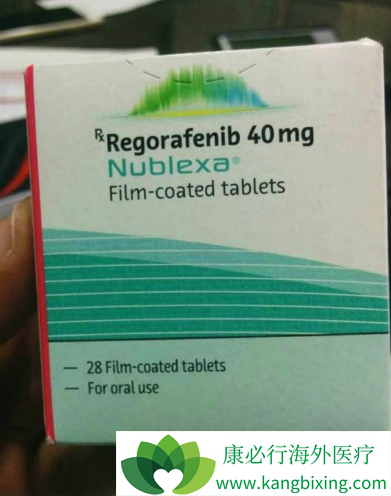 Rx Regorafenib 40 mg
Nublexa®
Film-coated tablets
— 28 Film-coated tablets
— For oral use
康必行海外医疗
www.kangbixing.com